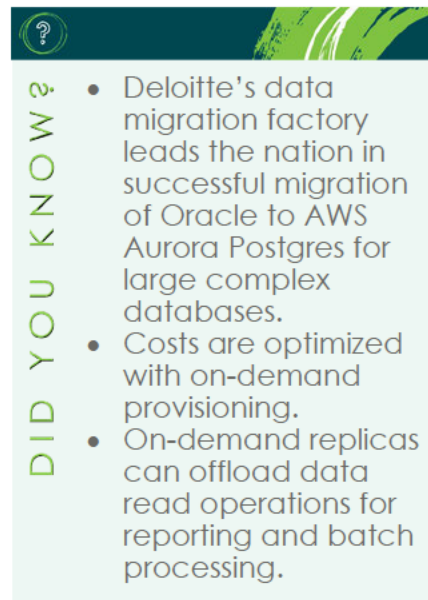 ?
DID YOU KNOW?
• Deloitte's data
migration factory
leads the nation in
successful migration
of Oracle to AWS
Aurora Postgres for
large complex
databases.
• Costs are optimized
with on-demand
provisioning.
• On-demand replicas
can offload data
read operations for
reporting and batch
processing.